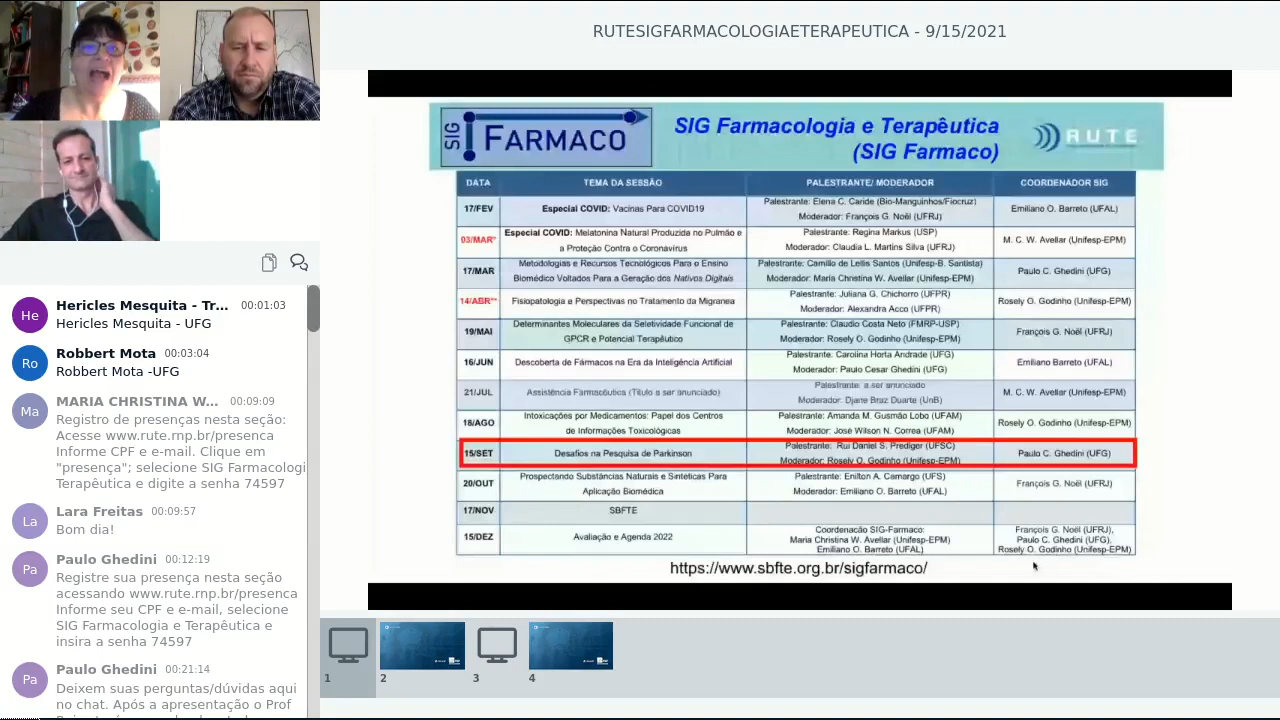 RUTESIGFARMACOLOGIAETERAPEUTICA - 9/15/2021
SIG FARMACO
SIG Farmacologia e Terapêutica
(SIG Farmaco)
RUTE
DATA TEMA DA SESSÃO PALESTRANTE/ MODERADOR COORDENADOR SIG
17/FEV Especial COVID: Vacinas Para COVID19 Palestrante: Elena C. Caride (Bio-Manguinhos/Fiocruz) Moderador: François G. Noël (UFRJ) Emiliano O. Barreto (UFAL)
03/MAR* Especial COVID: Melatonina Natural Produzida no Pulmão e a Proteção Contra o Coronavírus Palestrante: Regina Markus (USP) Moderador: Claudia L. Martins Silva (UFRJ) M. C. W. Avellar (Unifesp-EPM)
17/MAR Metodologias e Recursos Tecnológicos Para o Ensino Biomédico Voltados Para a Geração dos Nativos Digitais Palestrante: Camillo de Lellis Santos (Unifesp-B. Santista) Moderador: Maria Christina W. Avellar (Unifesp-EPM) Paulo C. Ghedini (UFG)
14/ABR** Fisiopatologia e Perspectivas no Tratamento da Migranea Palestrante: Juliana G. Chichorro (UFPR) Moderador: Alexandra Acco (UFPR) Rosely O. Godinho (Unifesp-EPM)
19/MAI Determinantes Moleculares da Seletividade Funcional de GPCR e Potencial Terapêutico Palestrante: Claudio Costa Neto (FMRP-USP) Moderador: Rosely O. Godinho (Unifesp-EPM) François G. Noël (UFRJ)
16/JUN Descoberta de Fármacos na Era da Inteligência Artificial Palestrante: Carolina Horta Andrade (UFG) Moderador: Paulo Cesar Ghedini (UFG) Emiliano Barreto (UFAL)
21/JUL Assistência Farmacêutica (Título a ser anunciado) Palestrante: a ser anunciado Moderador: Djane Braz Duarte (UnB) M. C. W. Avellar (Unifesp-EPM)
18/AGO Intoxicações por Medicamentos: Papel dos Centros de Informações Toxicológicas Palestrante: Amanda M. Gusmão Lobo (UFAM) Moderador: José Wilson N. Correa (UFAM) Rosely O. Godinho (Unifesp-EPM)
15/SET Desafios na Pesquisa de Parkinson Palestrante: Rui Daniel S. Prediger (UFSC) Moderador: Rosely O. Godinho (Unifesp-EPM) Paulo C. Ghedini (UFG)
20/OUT Prospectando Substâncias Naturais e Sintéticas Para Aplicação Biomédica Palestrante: Enilton A. Camargo (UFS) Moderador: Emiliano O. Barreto (UFAL) François G. Noël (UFRJ)
17/NOV SBFTE
15/DEZ Avaliação e Agenda 2022 Coordenação SIG-Farmaco: Maria Christina W. Avellar (Unifesp-EPM) Emiliano O. Barreto (UFAL) François G. Noël (UFRJ), Paulo C. Ghedini (UFG), Rosely O. Godinho (Unifesp-EPM)
https://www.sbfte.org.br/sigfarmaco/
He Hericles Mesquita - Tr... 00:01:03
Hericles Mesquita - UFG
Ro Robbert Mota 00:03:04
Robbert Mota -UFG
Ma MARIA CHRISTINA W... 00:09:09
Registro de presenças nesta seção:
Acesse www.rute.rnp.br/presenca
Informe CPF e e-mail. Clique em
"presença"; selecione SIG Farmacologi
Terapêutica e digite a senha 74597
La Lara Freitas 00:09:57
Bom dia!
Pa Paulo Ghedini 00:12:19
Registre sua presença nesta seção
acessando www.rute.rnp.br/presenca
Informe seu CPF e e-mail, selecione
SIG Farmacologia e Terapêutica e
insira a senha 74597
Pa Paulo Ghedini 00:21:14
Deixem suas perguntas/dúvidas aqui
no chat. Após a apresentação o Prof
1 2 3 4